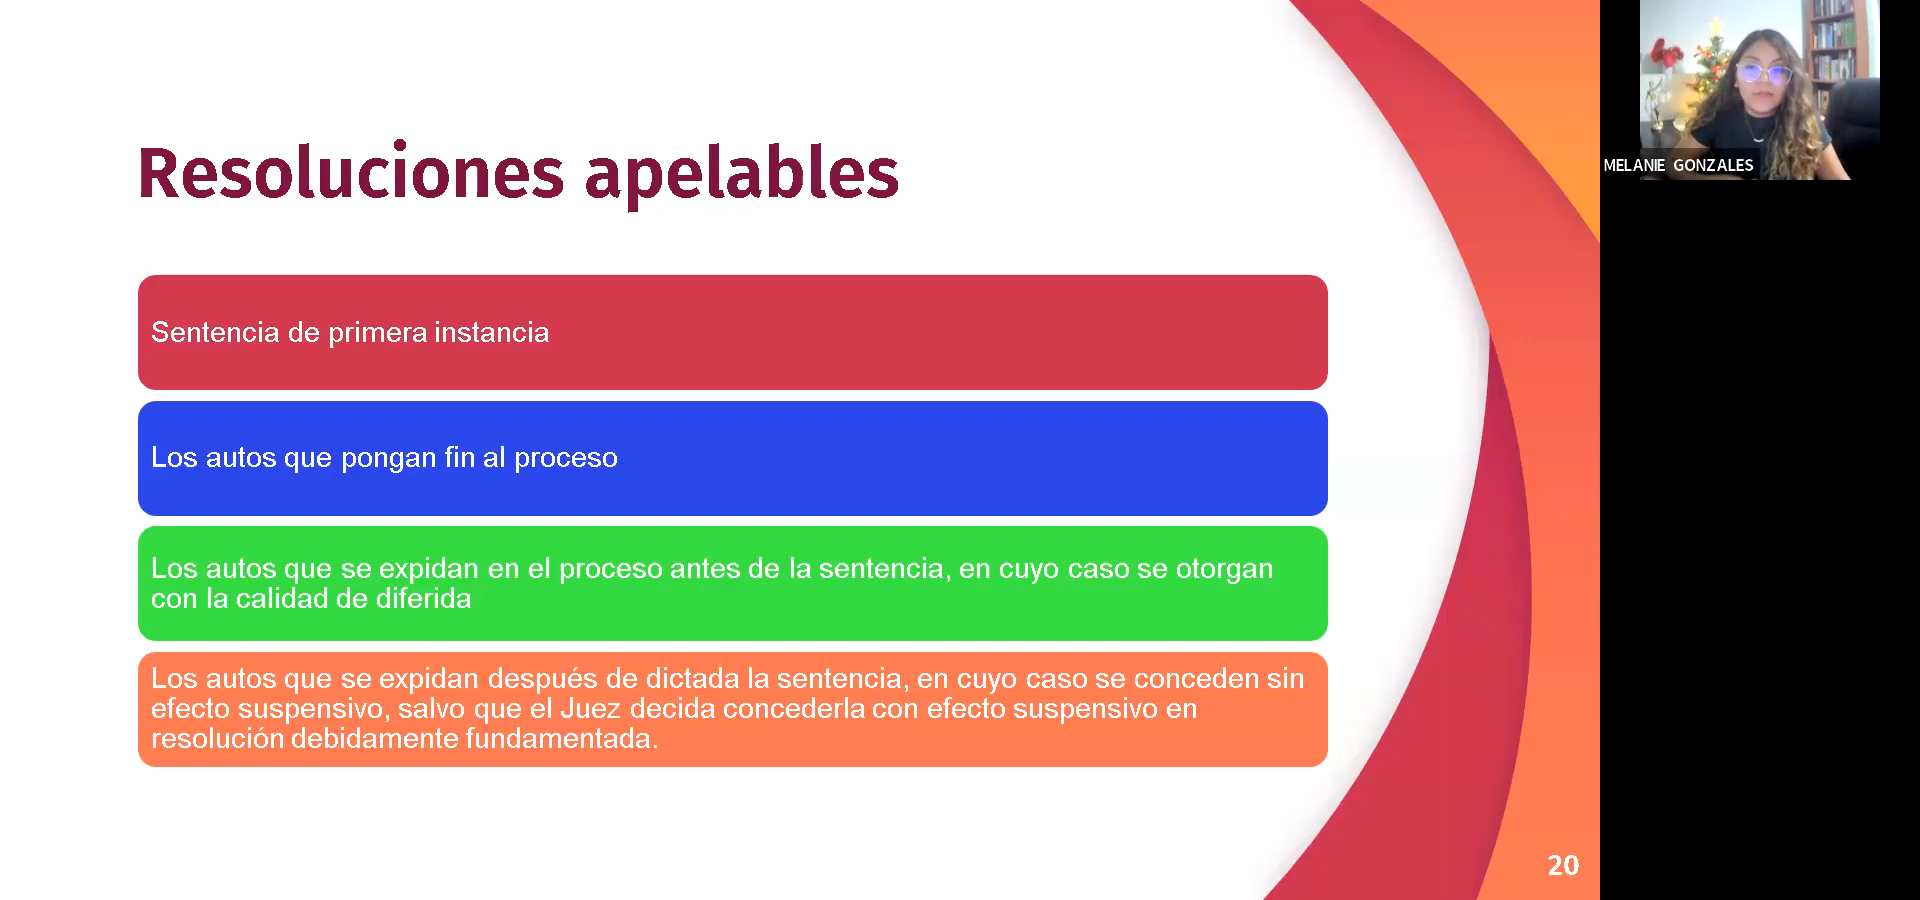 Resoluciones apelables
Sentencia de primera instancia
Los autos que pongan fin al proceso
Los autos que se expidan en el proceso antes de la sentencia, en cuyo caso se otorgan
con la calidad de diferida
Los autos que se expidan después de dictada la sentencia, en cuyo caso se conceden sin
efecto suspensivo, salvo que el Juez decida concederla con efecto suspensivo en
resolución debidamente fundamentada.
20
MELANIE GONZALES